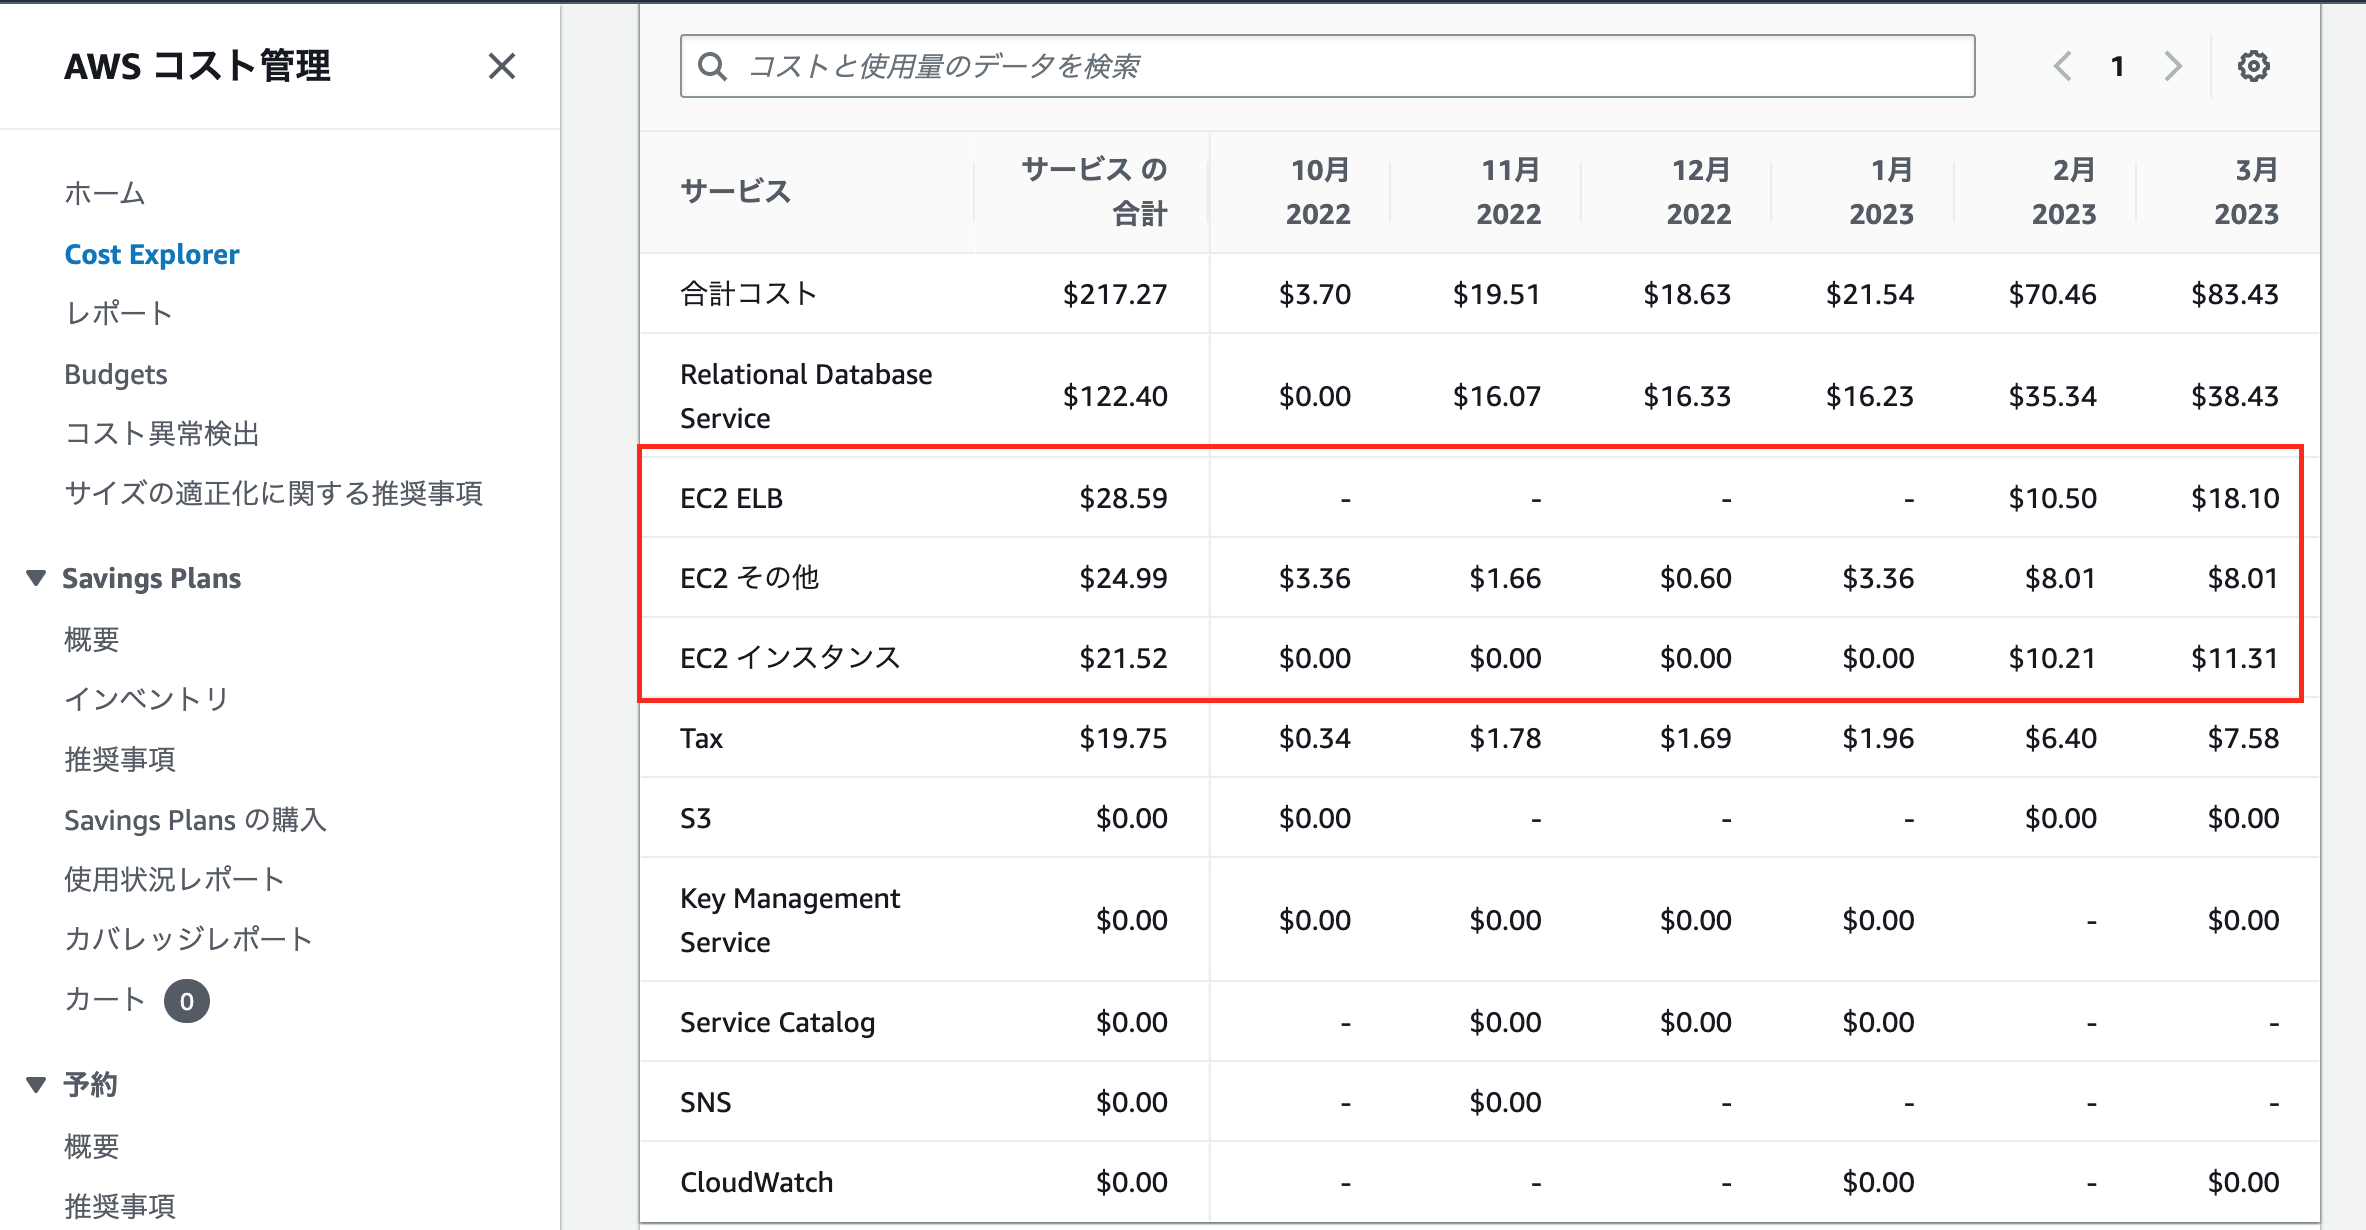 AWS コスト管理
ホーム
Cost Explorer
レポート
Budgets
コスト異常検出
サイズの適正化に関する推奨事項
Savings Plans
概要
インベントリ
推奨事項
Savings Plans の購入
使用状況レポート
カバレッジレポート
カート 0
予約
概要
推奨事項
コストと使用量のデータを検索
1
サービス サービス の 合計 10月 2022 11月 2022 12月 2022 1月 2023 2月 2023 3月 2023
合計コスト $217.27 $3.70 $19.51 $18.63 $21.54 $70.46 $83.43
Relational Database Service $122.40 $0.00 $16.07 $16.33 $16.23 $35.34 $38.43
EC2 ELB $28.59 - - - - $10.50 $18.10
EC2 その他 $24.99 $3.36 $1.66 $0.60 $3.36 $8.01 $8.01
EC2 インスタンス $21.52 $0.00 $0.00 $0.00 $0.00 $10.21 $11.31
Tax $19.75 $0.34 $1.78 $1.69 $1.96 $6.40 $7.58
S3 $0.00 $0.00 - - - $0.00 $0.00
Key Management Service $0.00 $0.00 $0.00 $0.00 $0.00 - $0.00
Service Catalog $0.00 - $0.00 $0.00 $0.00 - -
SNS $0.00 - $0.00 - - - -
CloudWatch $0.00 - - - $0.00 - $0.00